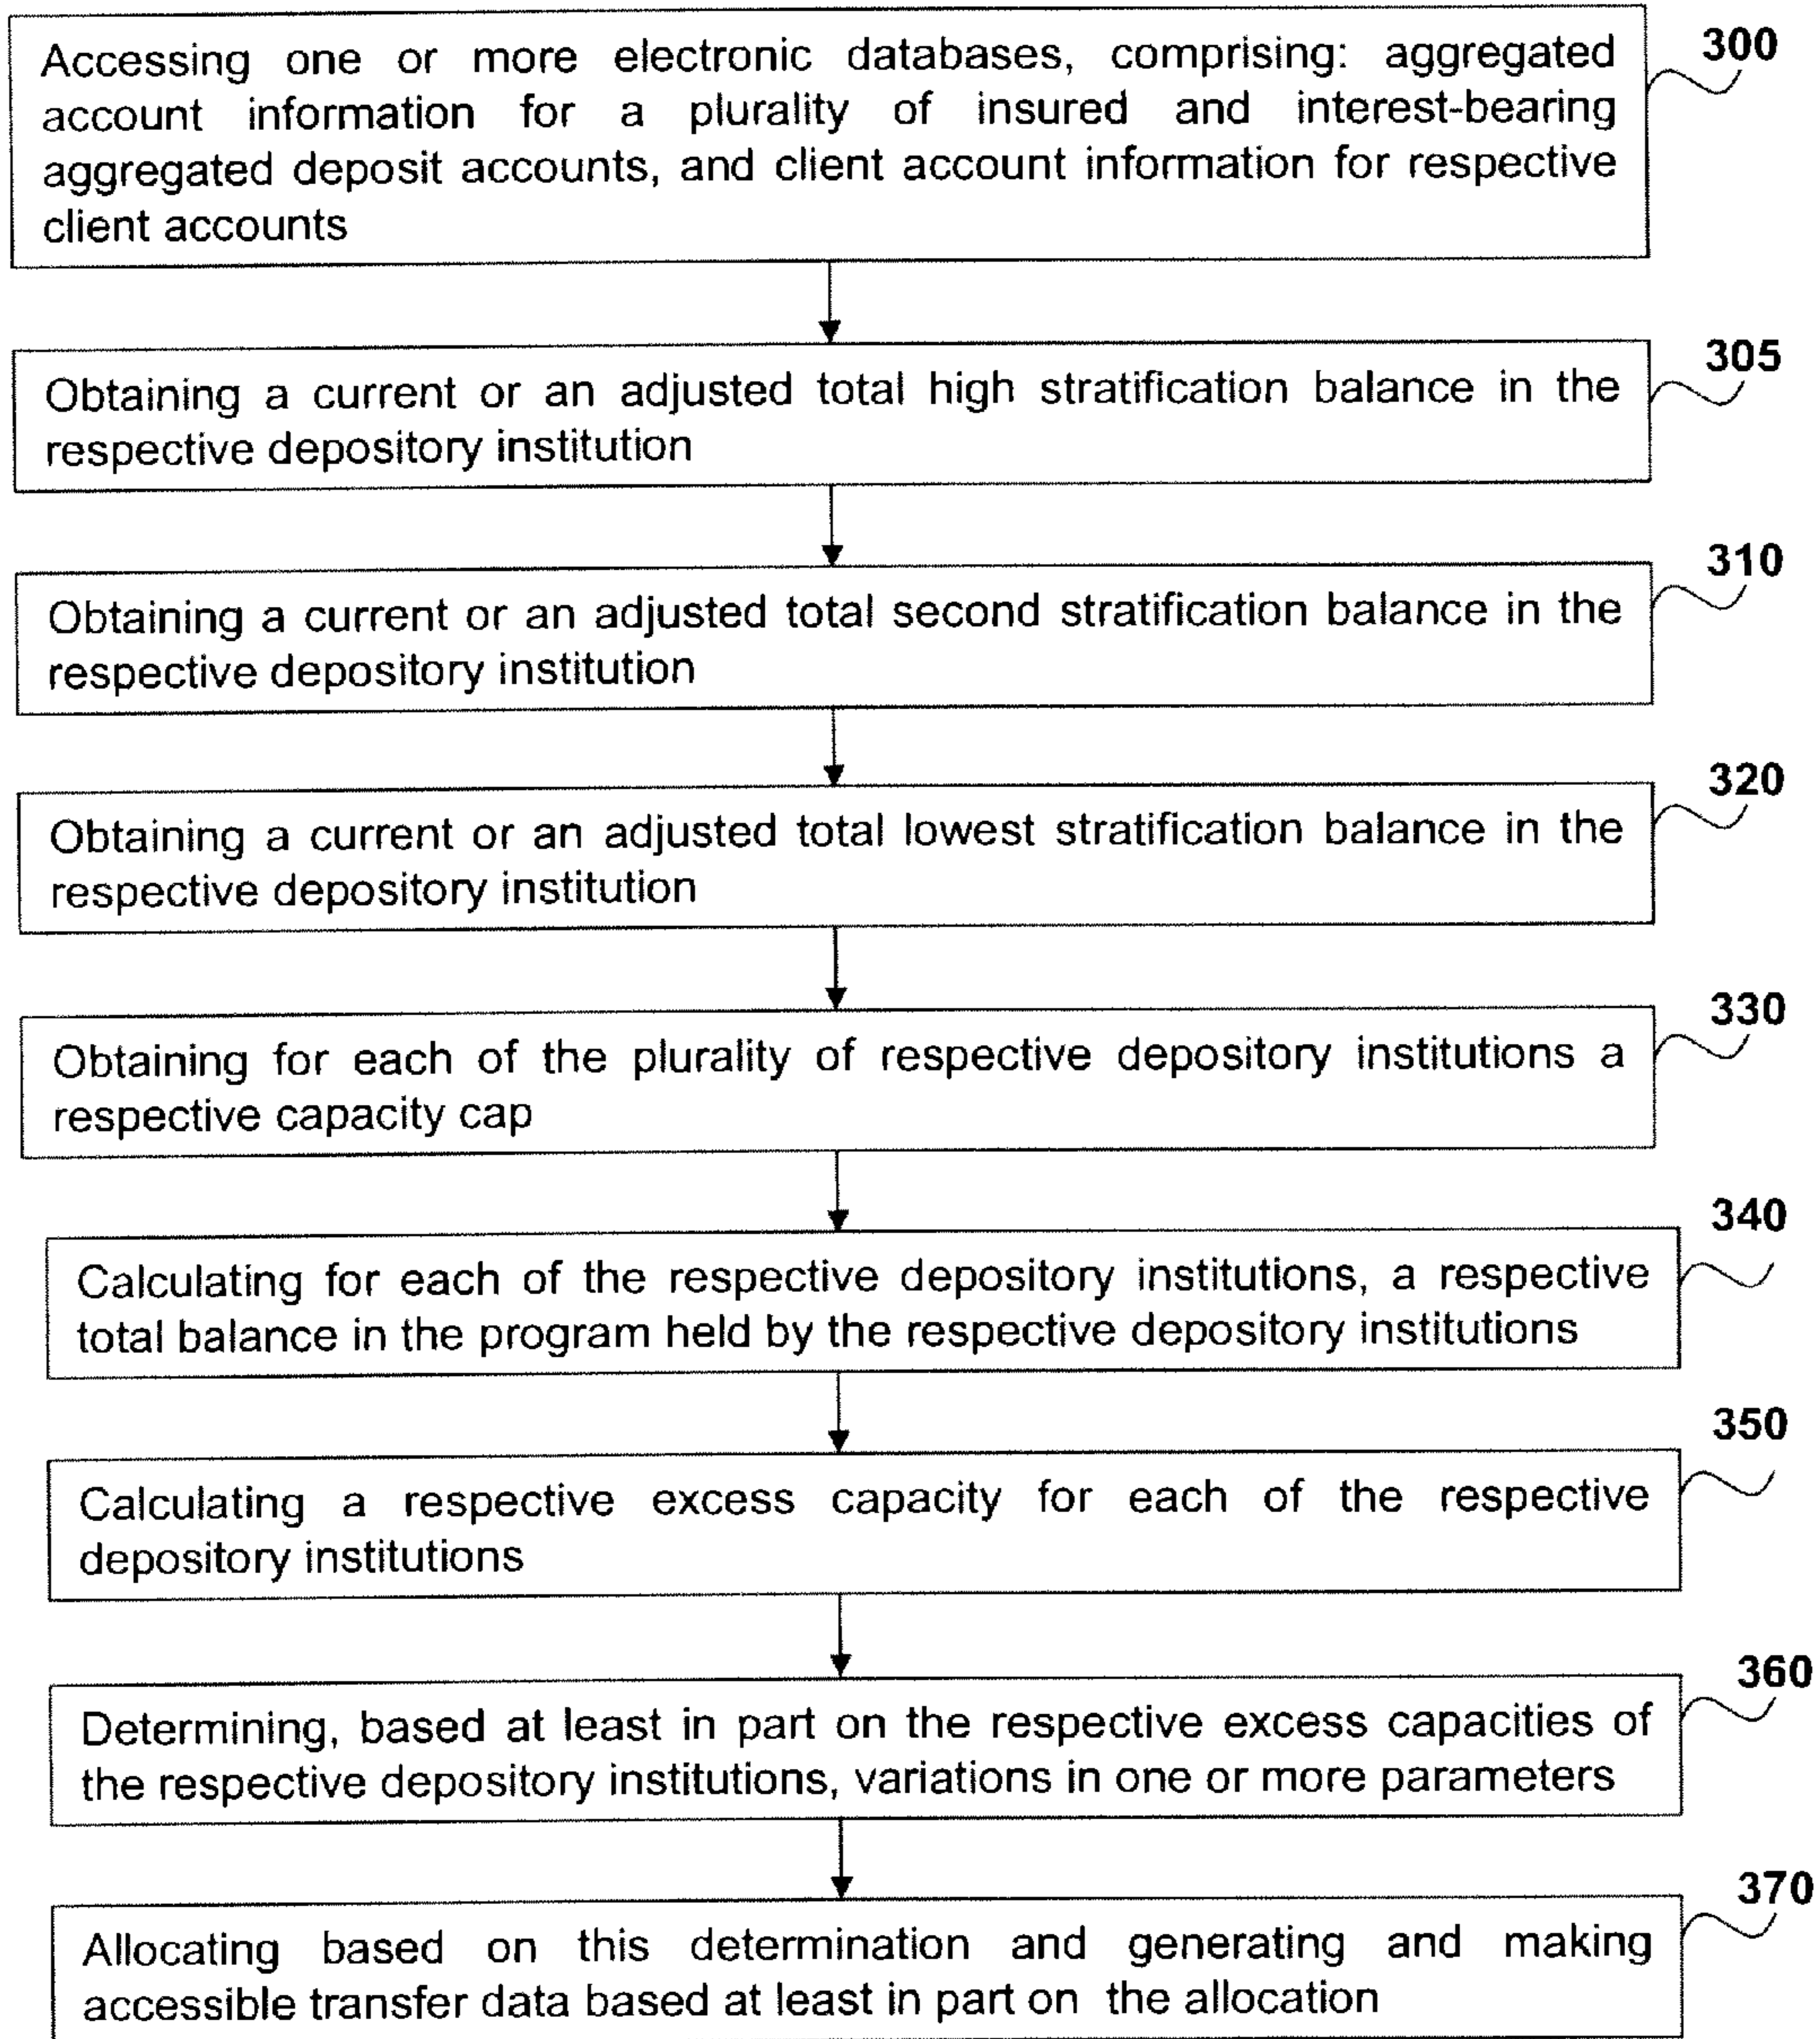 Accessing one or more electronic databases, comprising: aggregated
account information for a plurality of insured and interest-bearing
aggregated deposit accounts, and client account information for respective
client accounts
300
Obtaining a current or an adjusted total high stratification balance in the
respective depository institution
305
Obtaining a current or an adjusted total second stratification balance in the
respective depository institution
310
Obtaining a current or an adjusted total lowest stratification balance in the
respective depository institution
320
Obtaining for each of the plurality of respective depository institutions a
respective capacity cap
330
Calculating for each of the respective depository institutions, a respective
total balance in the program held by the respective depository institutions
340
Calculating a respective excess capacity for each of the respective
depository institutions
350
Determining, based at least in part on the respective excess capacities of
the respective depository institutions, variations in one or more parameters
360
Allocating based on this determination and generating and making
accessible transfer data based at least in part on the allocation
370